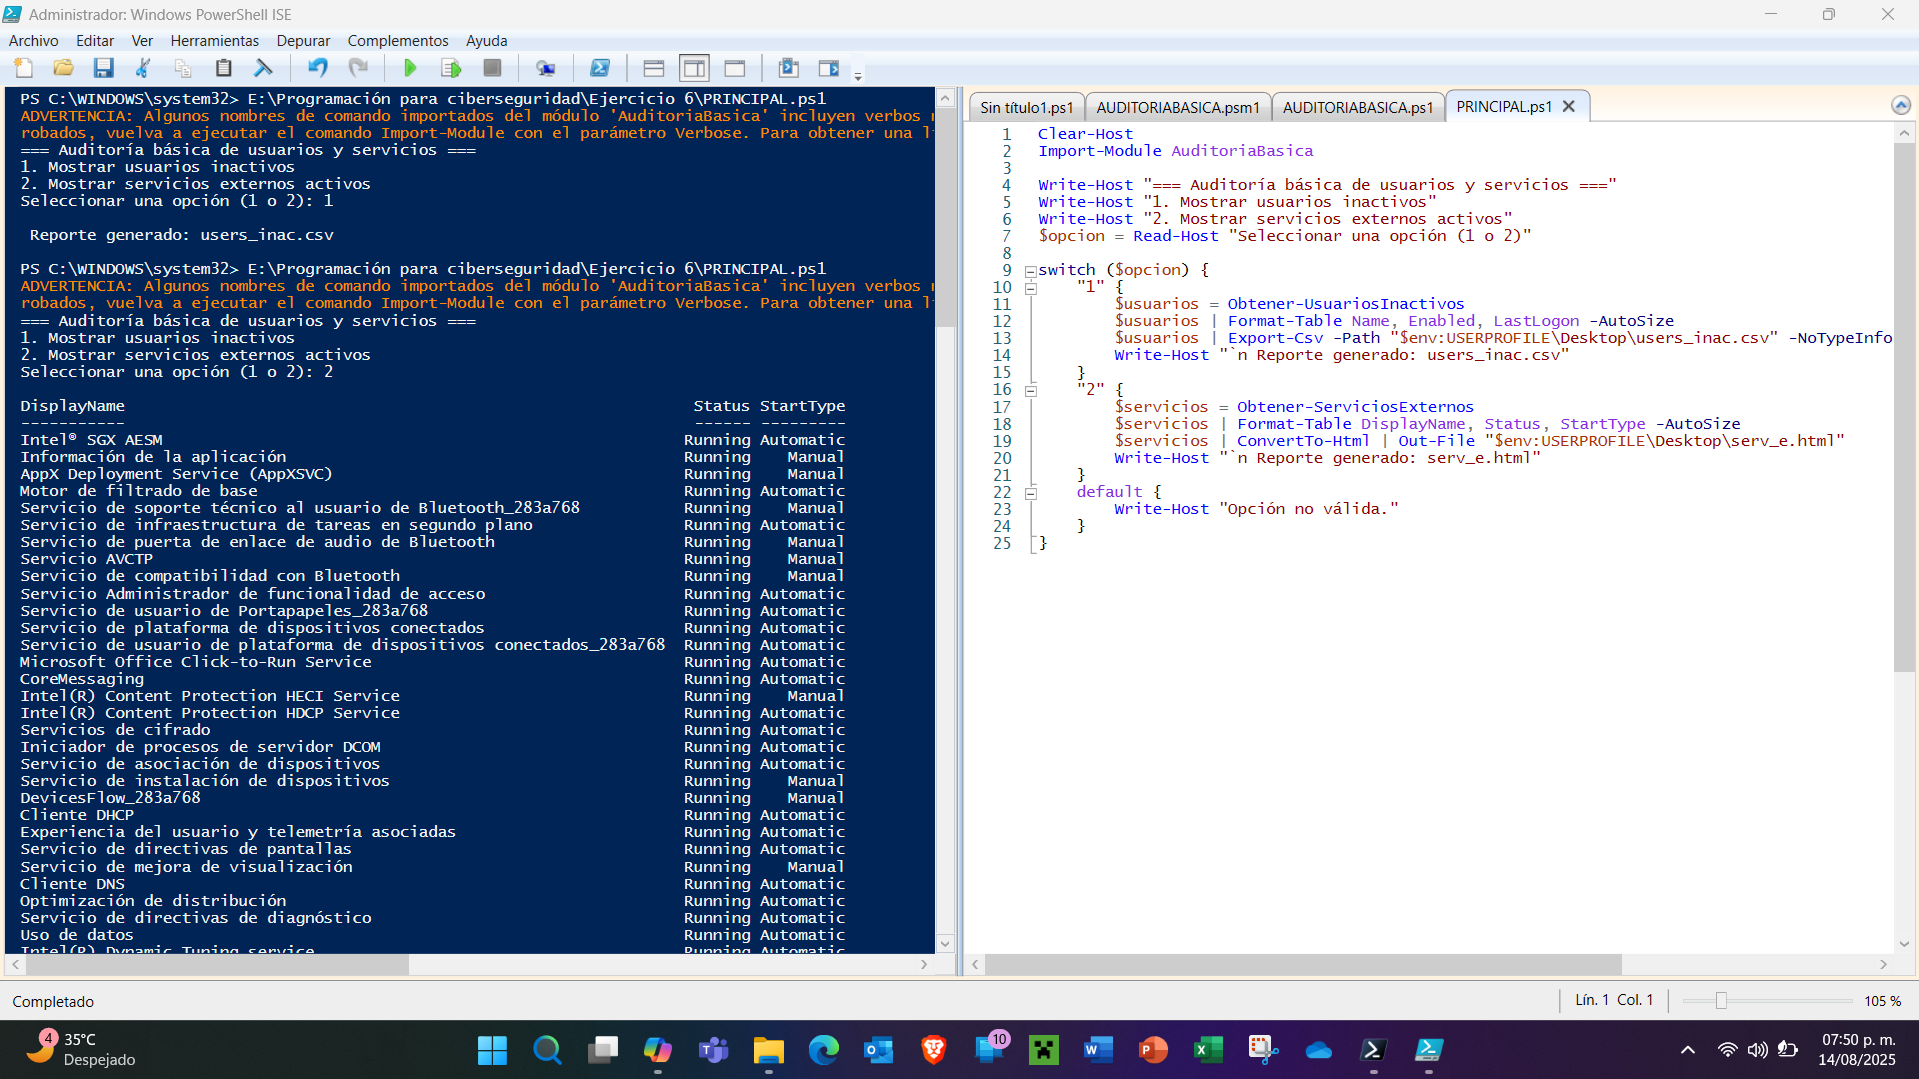 Administrador: Windows PowerShell ISE
Archivo Editar Ver Herramientas Depurar Complementos Ayuda
PS C:\WINDOWS\system32> E:\Programación para ciberseguridad\Ejercicio 6\PRINCIPAL.ps1
ADVERTENCIA: Algunos nombres de comando importados del módulo 'AuditoriaBasica' incluyen verbos
robados, vuelva a ejecutar el comando Import-Module con el parámetro Verbose. Para obtener una
=== Auditoría básica de usuarios y servicios ===
1. Mostrar usuarios inactivos
2. Mostrar servicios externos activos
Seleccionar una opción (1 o 2): 1
Reporte generado: users_inac.csv
PS C:\WINDOWS\system32> E:\Programación para ciberseguridad\Ejercicio 6\PRINCIPAL.ps1
ADVERTENCIA: Algunos nombres de comando importados del módulo 'AuditoriaBasica' incluyen verbos
robados, vuelva a ejecutar el comando Import-Module con el parámetro Verbose. Para obtener una
=== Auditoría básica de usuarios y servicios ===
1. Mostrar usuarios inactivos
2. Mostrar servicios externos activos
Seleccionar una opción (1 o 2): 2
DisplayName Status StartType
----------- ------ ---------
Intel® SGX AESM Running Automatic
Información de la aplicación Running Manual
AppX Deployment Service (AppXSVC) Running Manual
Motor de filtrado de base Running Automatic
Servicio de soporte técnico al usuario de Bluetooth_283a768 Running Manual
Servicio de infraestructura de tareas en segundo plano Running Automatic
Servicio de puerta de enlace de audio de Bluetooth Running Manual
Servicio AVCTP Running Manual
Servicio de compatibilidad con Bluetooth Running Manual
Servicio Administrador de funcionalidad de acceso Running Automatic
Servicio de usuario de Portapapeles_283a768 Running Automatic
Servicio de plataforma de dispositivos conectados Running Automatic
Servicio de usuario de plataforma de dispositivos conectados_283a768 Running Automatic
Microsoft Office Click-to-Run Service Running Automatic
CoreMessaging Running Automatic
Intel(R) Content Protection HECI Service Running Manual
Intel(R) Content Protection HDCP Service Running Automatic
Servicios de cifrado Running Automatic
Iniciador de procesos de servidor DCOM Running Automatic
Servicio de asociación de dispositivos Running Automatic
Servicio de instalación de dispositivos Running Manual
DevicesFlow_283a768 Running Manual
Cliente DHCP Running Automatic
Experiencia del usuario y telemetría asociadas Running Automatic
Servicio de directivas de pantallas Running Automatic
Servicio de mejora de visualización Running Manual
Cliente DNS Running Automatic
Optimización de distribución Running Automatic
Servicio de directivas de diagnóstico Running Automatic
Uso de datos Running Automatic
Intel(R) Dynamic Tuning service Running Automatic
Sin título1.ps1 AUDITORIABASICA.psm1 AUDITORIABASICA.ps1 PRINCIPAL.ps1
1 Clear-Host
2 Import-Module AuditoriaBasica
3
4 Write-Host "=== Auditoría básica de usuarios y servicios ==="
5 Write-Host "1. Mostrar usuarios inactivos"
6 Write-Host "2. Mostrar servicios externos activos"
7 $opcion = Read-Host "Seleccionar una opción (1 o 2)"
8
9 switch ($opcion) {
10 "1" {
11 $usuarios = Obtener-UsuariosInactivos
12 $usuarios | Format-Table Name, Enabled, LastLogon -AutoSize
13 $usuarios | Export-Csv -Path "$env:USERPROFILE\Desktop\users_inac.csv" -NoTypeInfo
14 Write-Host "`n Reporte generado: users_inac.csv"
15 }
16 "2" {
17 $servicios = Obtener-ServiciosExternos
18 $servicios | Format-Table DisplayName, Status, StartType -AutoSize
19 $servicios | ConvertTo-Html | Out-File "$env:USERPROFILE\Desktop\serv_e.html"
20 Write-Host "`n Reporte generado: serv_e.html"
21 }
22 default {
23 Write-Host "Opción no válida."
24 }
25 }
Completado
Lín. 1 Col. 1
105 %
4
35°C
Despejado
10
07:50 p. m.
14/08/2025